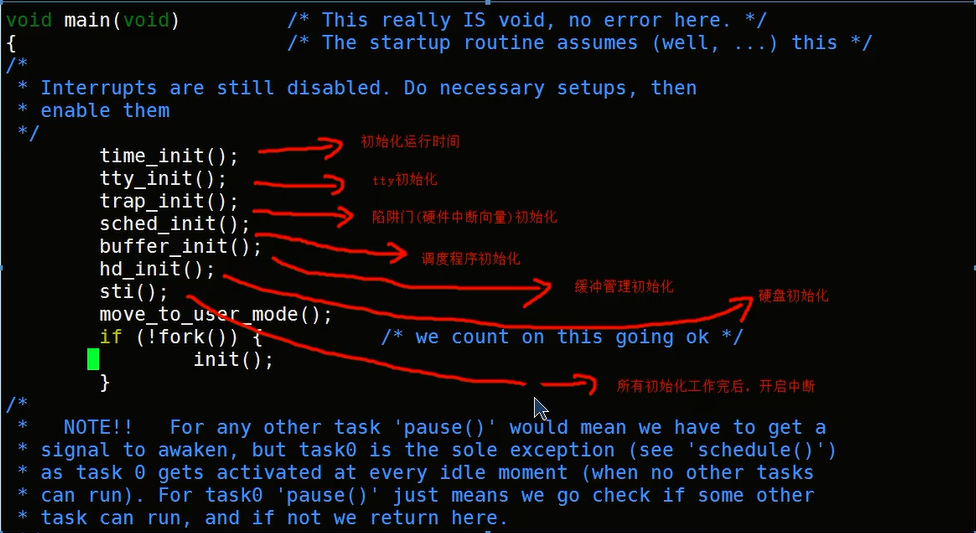 void main(void)          /* This really IS void, no error here. */
{                        /* The startup routine assumes (well, ...) this */
/*
 * Interrupts are still disabled. Do necessary setups, then
 * enable them
 */
        time_init();    初始化运行时间
        tty_init();    tty初始化
        trap_init();    陷阱门(硬件中断向量)初始化
        sched_init();    调度程序初始化
        buffer_init();    缓冲管理初始化
        hd_init();    硬盘初始化
        sti();    所有初始化工作完后，开启中断
        move_to_user_mode();
        if (!fork()) {          /* we count on this going ok */
                init();
        }
/*
 *   NOTE!!   For any other task 'pause()' would mean we have to get a
 * signal to awaken, but task0 is the sole exception (see 'schedule()')
 * as task 0 gets activated at every idle moment (when no other tasks
 * can run). For task0 'pause()' just means we go check if some other
 * task can run, and if not we return here.